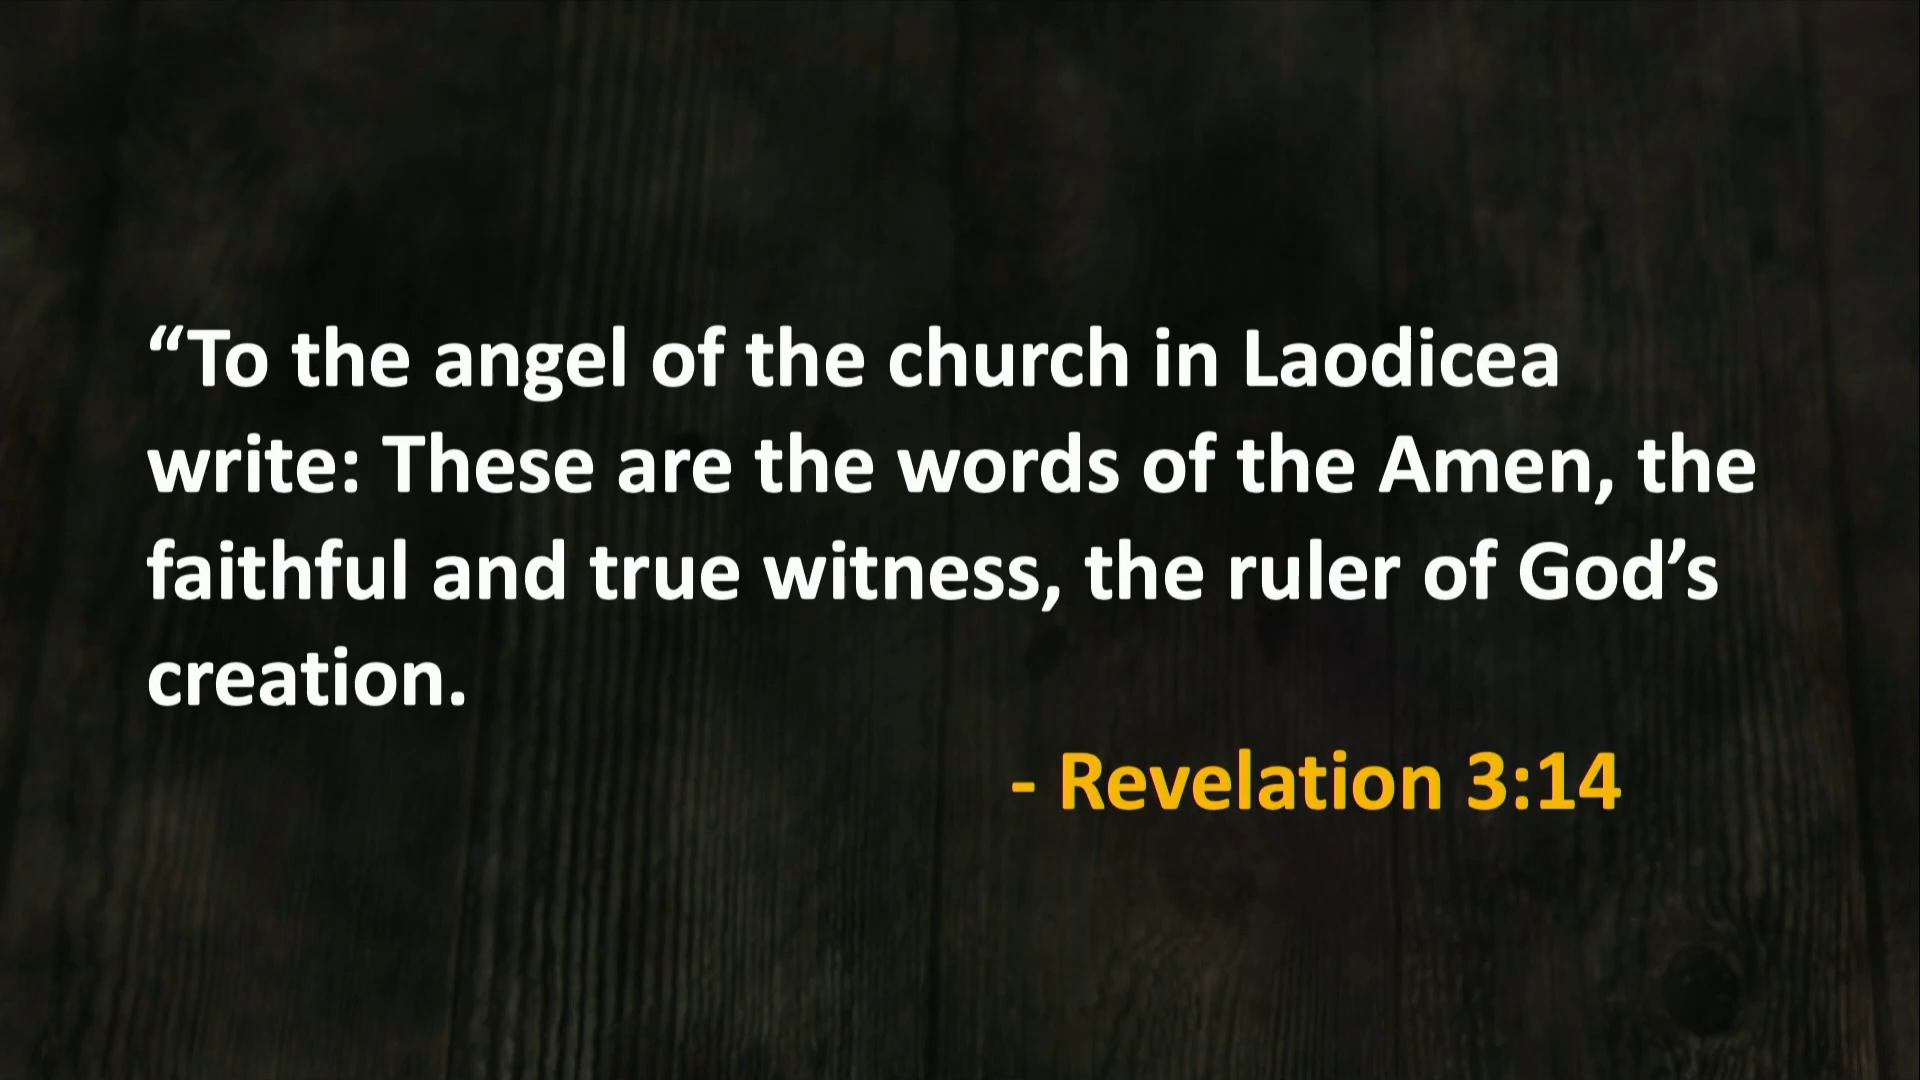 “To the angel of the church in Laodicea
write: These are the words of the Amen, the
faithful and true witness, the ruler of God’s
creation.
- Revelation 3:14